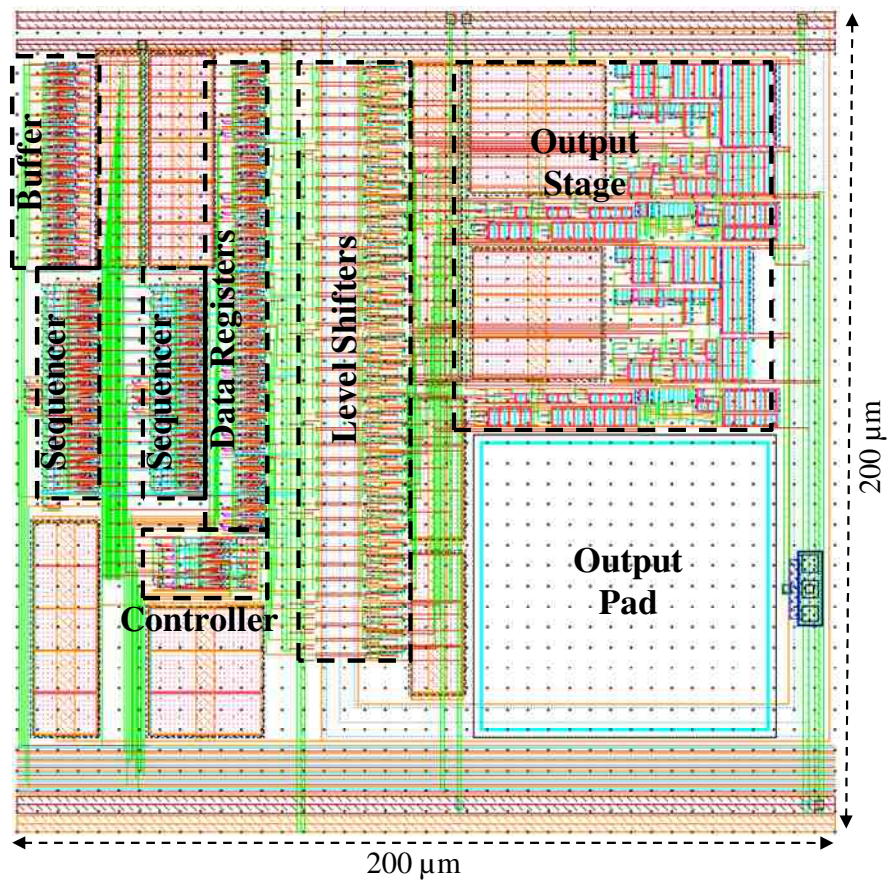 Buffer
Sequencer
Sequencer
Data Registers
Level Shifters
Output
Stage
Output
Pad
Controller
200 µm
200 µm